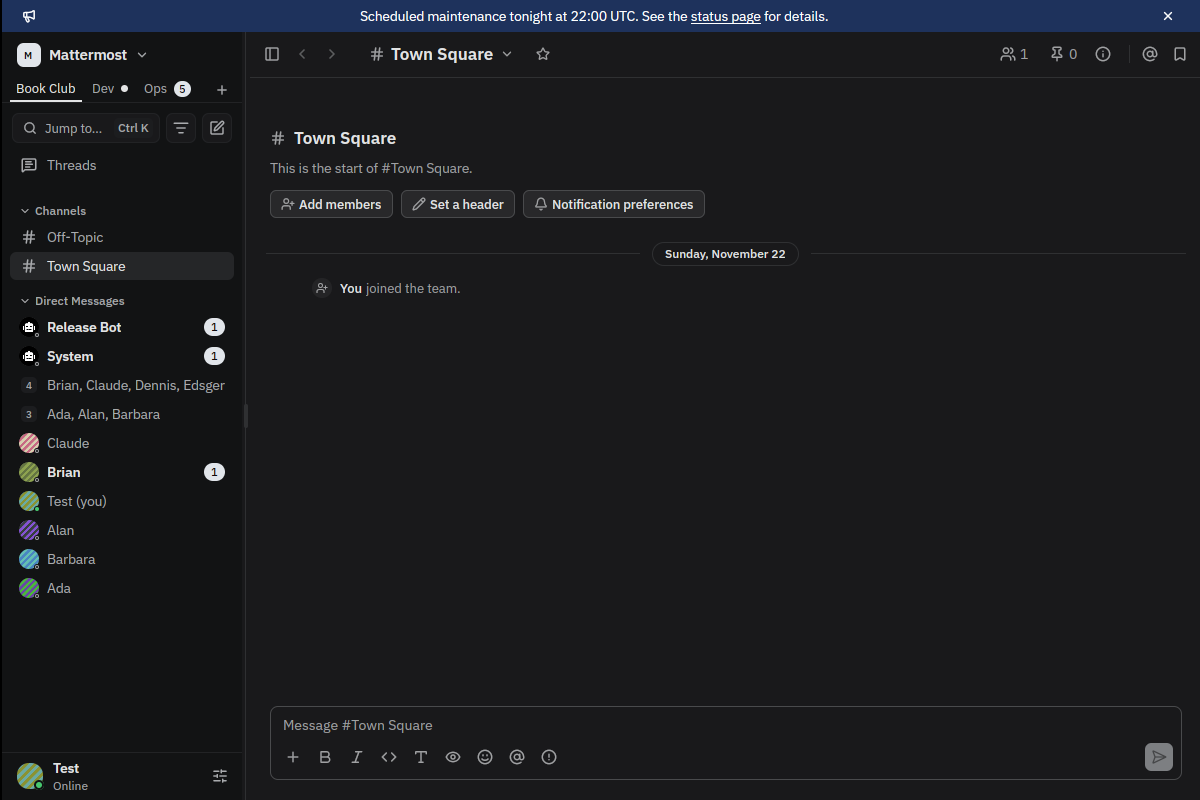 Scheduled maintenance tonight at 22:00 UTC. See the status page for details.
M Mattermost
Book Club Dev Ops 5
Jump to... Ctrl K
Threads
Channels
Off-Topic
Town Square
Direct Messages
Release Bot 1
System 1
4 Brian, Claude, Dennis, Edsger
3 Ada, Alan, Barbara
Claude
Brian 1
Test (you)
Alan
Barbara
Ada
Test
Online
# Town Square
1
0
# Town Square
This is the start of #Town Square.
Add members Set a header Notification preferences
Sunday, November 22
You joined the team.
Message #Town Square